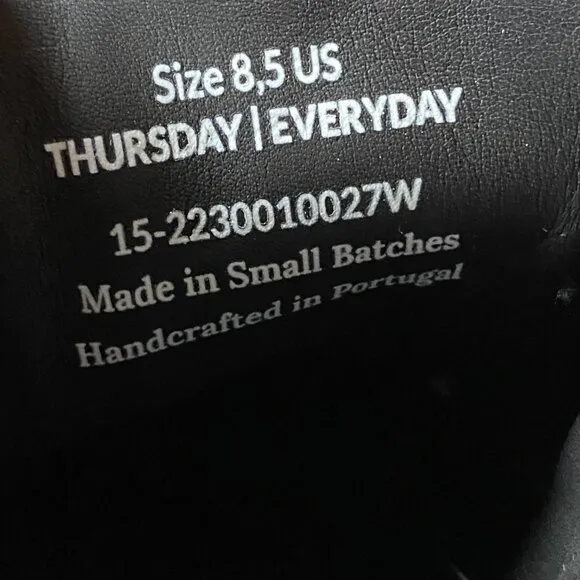 Size 8,5 US
THURSDAY | EVERYDAY
15-2230010027W
Made in Small Batches
Handcrafted in Portugal